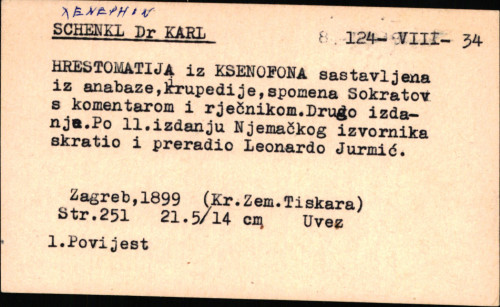 XENEPHON
SCHENKL Dr KARL 8. 124- VIII- 34
HRESTOMATIJA iz KSENOFONA sastavljena
iz anabaze,krupedije,spomena Sokratov
s komentarom i rječnikom.Drugo izda-
nje.Po 11.izdanju Njemačkog izvornika
skratio i preradio Leonardo Jurmić.
Zagreb,1899 (Kr.Zem.Tiskara)
Str.251 21.5/14 cm Uvez
1.Povijest